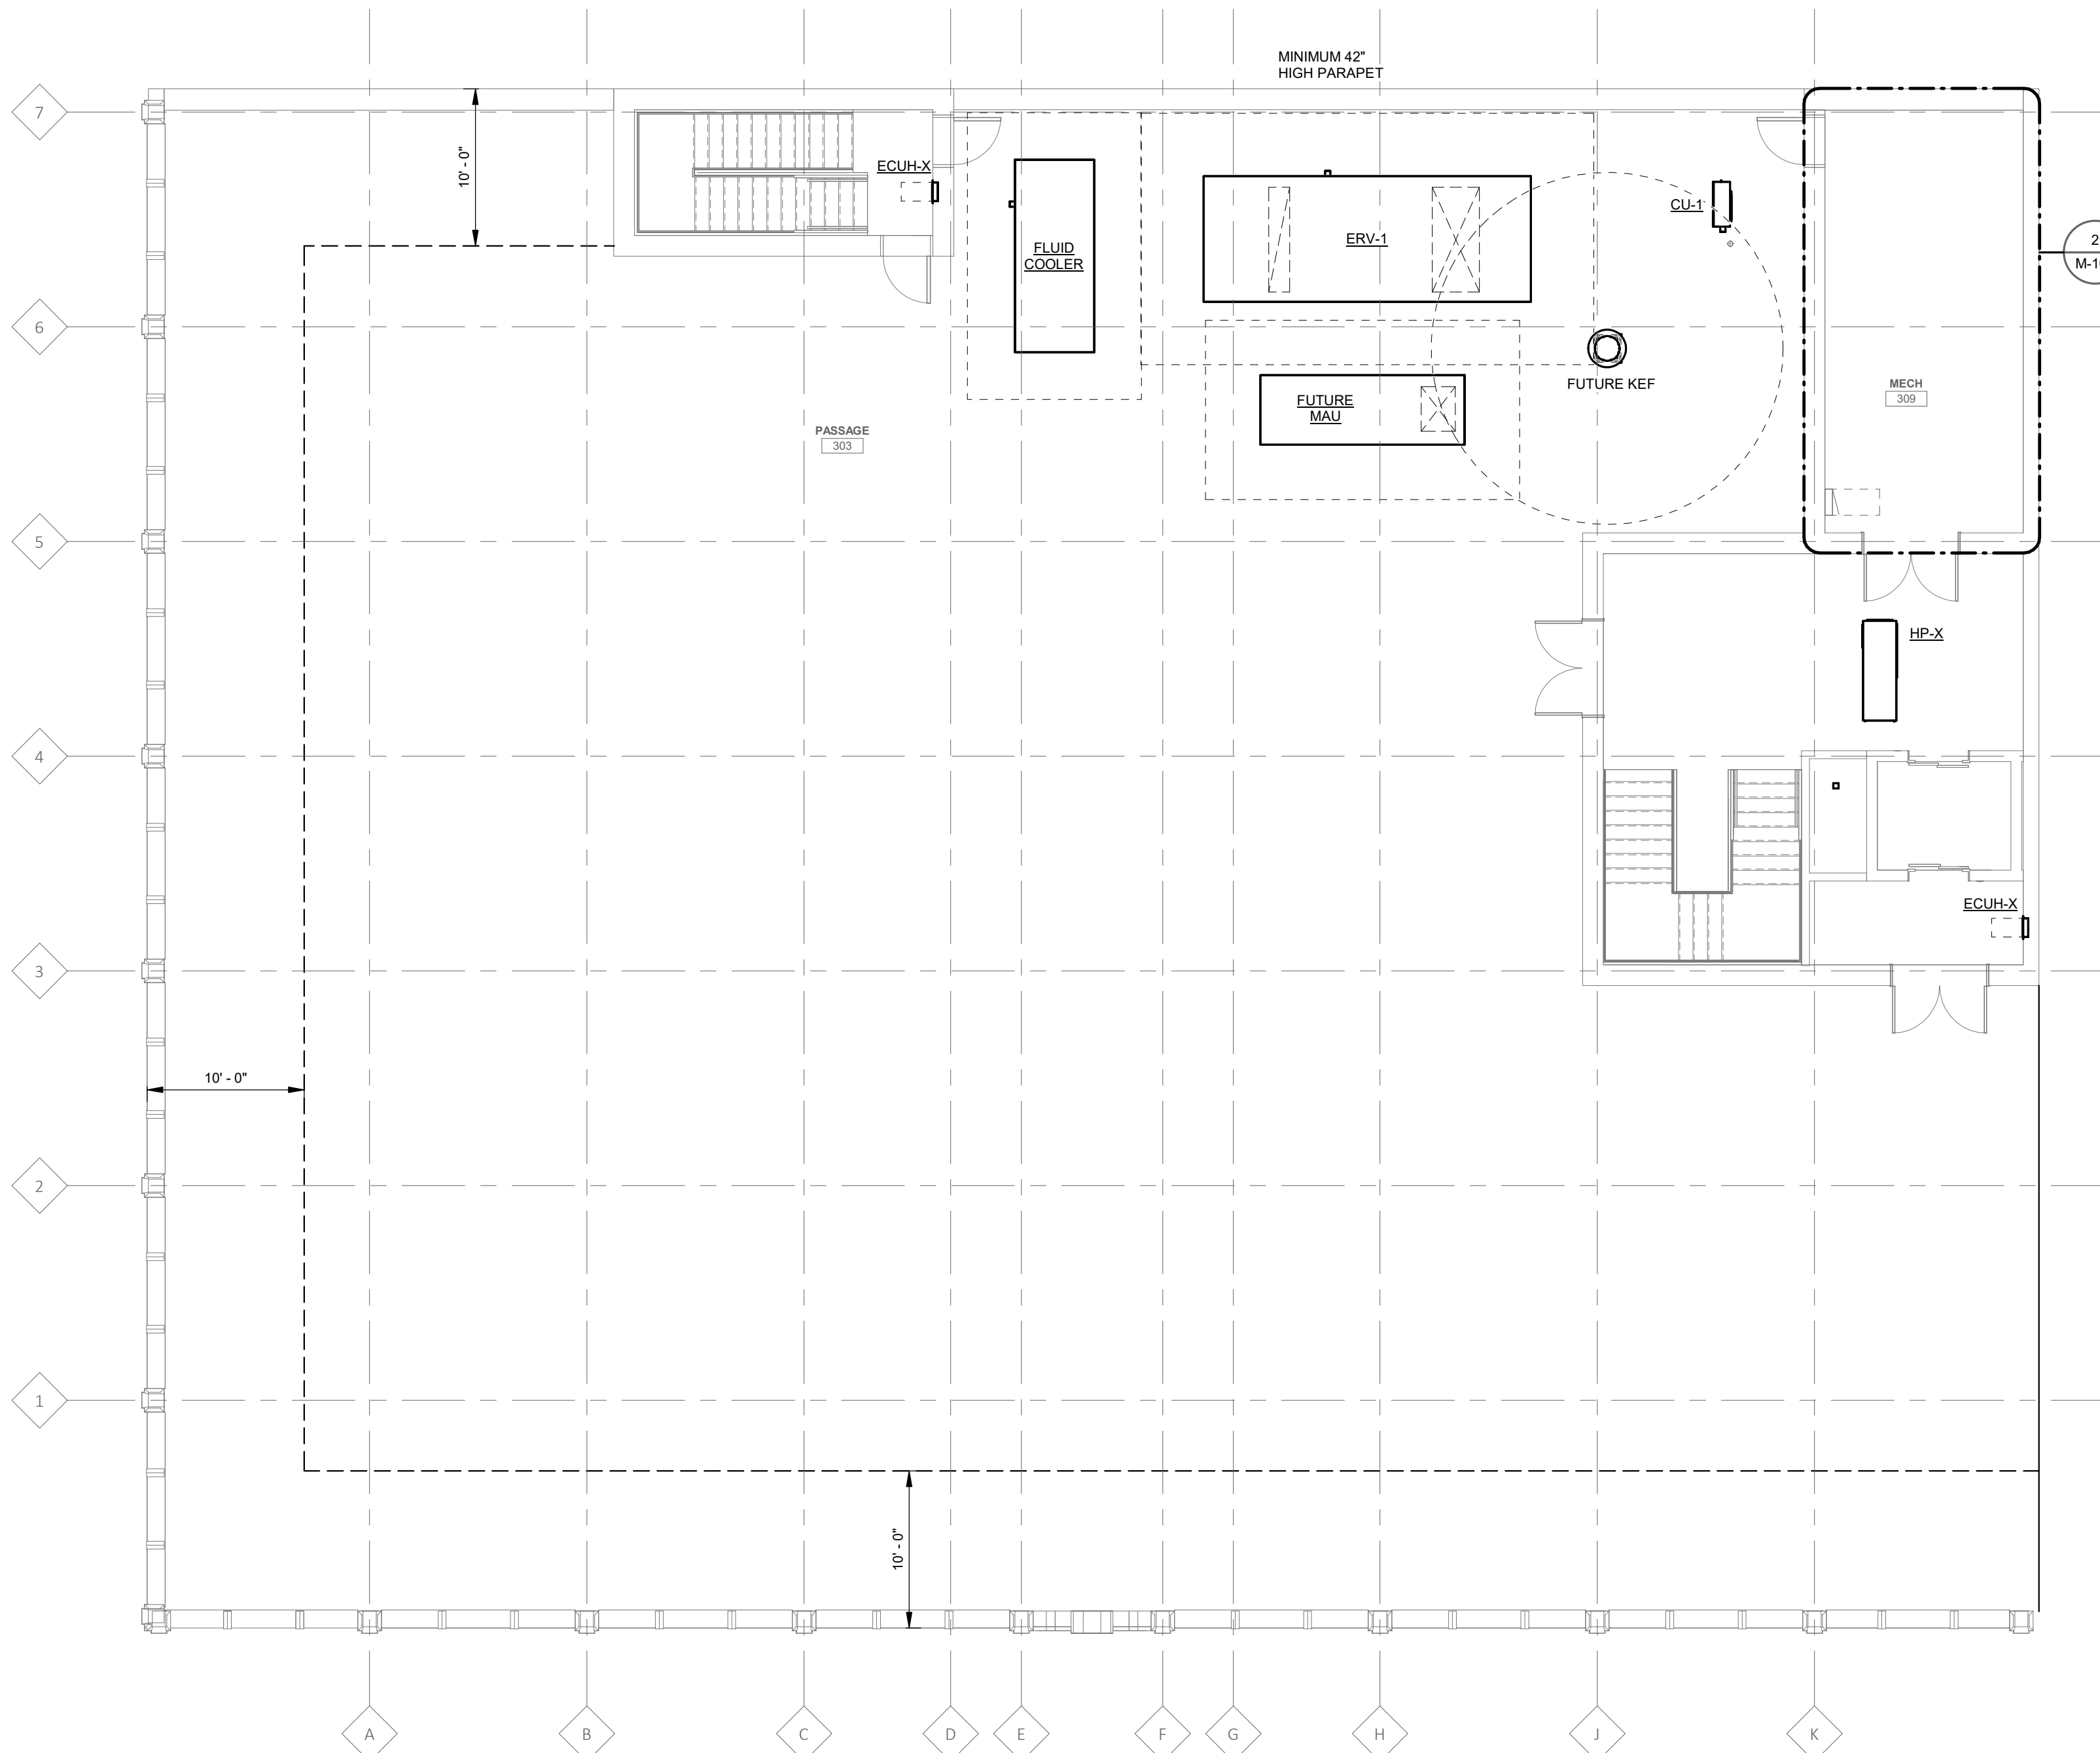 MINIMUM 42"
HIGH PARAPET
7
10' - 0"
ECUH-X
CU-1
FLUID
COOLER
ERV-1
2
6
FUTURE KEF
MECH
309
FUTURE
MAU
PASSAGE
303
5
HP-X
4
ECUH-X
3
10' - 0"
2
1
10' - 0"
A
B
C
D
E
F
G
H
J
K